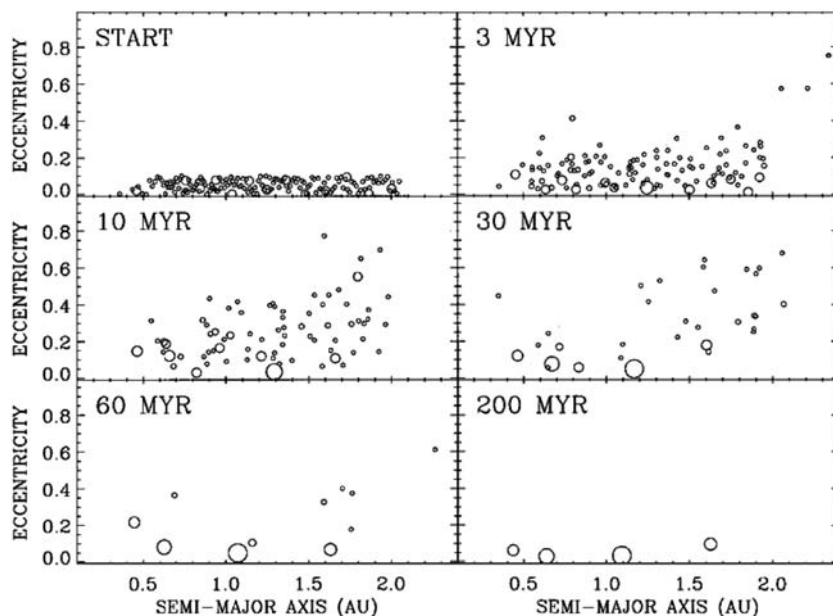 START
3 MYR
ECCENTRICITY
0.8
0.6
0.4
0.2
0.0
10 MYR
30 MYR
ECCENTRICITY
0.8
0.6
0.4
0.2
0.0
60 MYR
200 MYR
ECCENTRICITY
0.8
0.6
0.4
0.2
0.0
0.5 1.0 1.5 2.0 0.5 1.0 1.5 2.0
SEMI-MAJOR AXIS (AU) SEMI-MAJOR AXIS (AU)